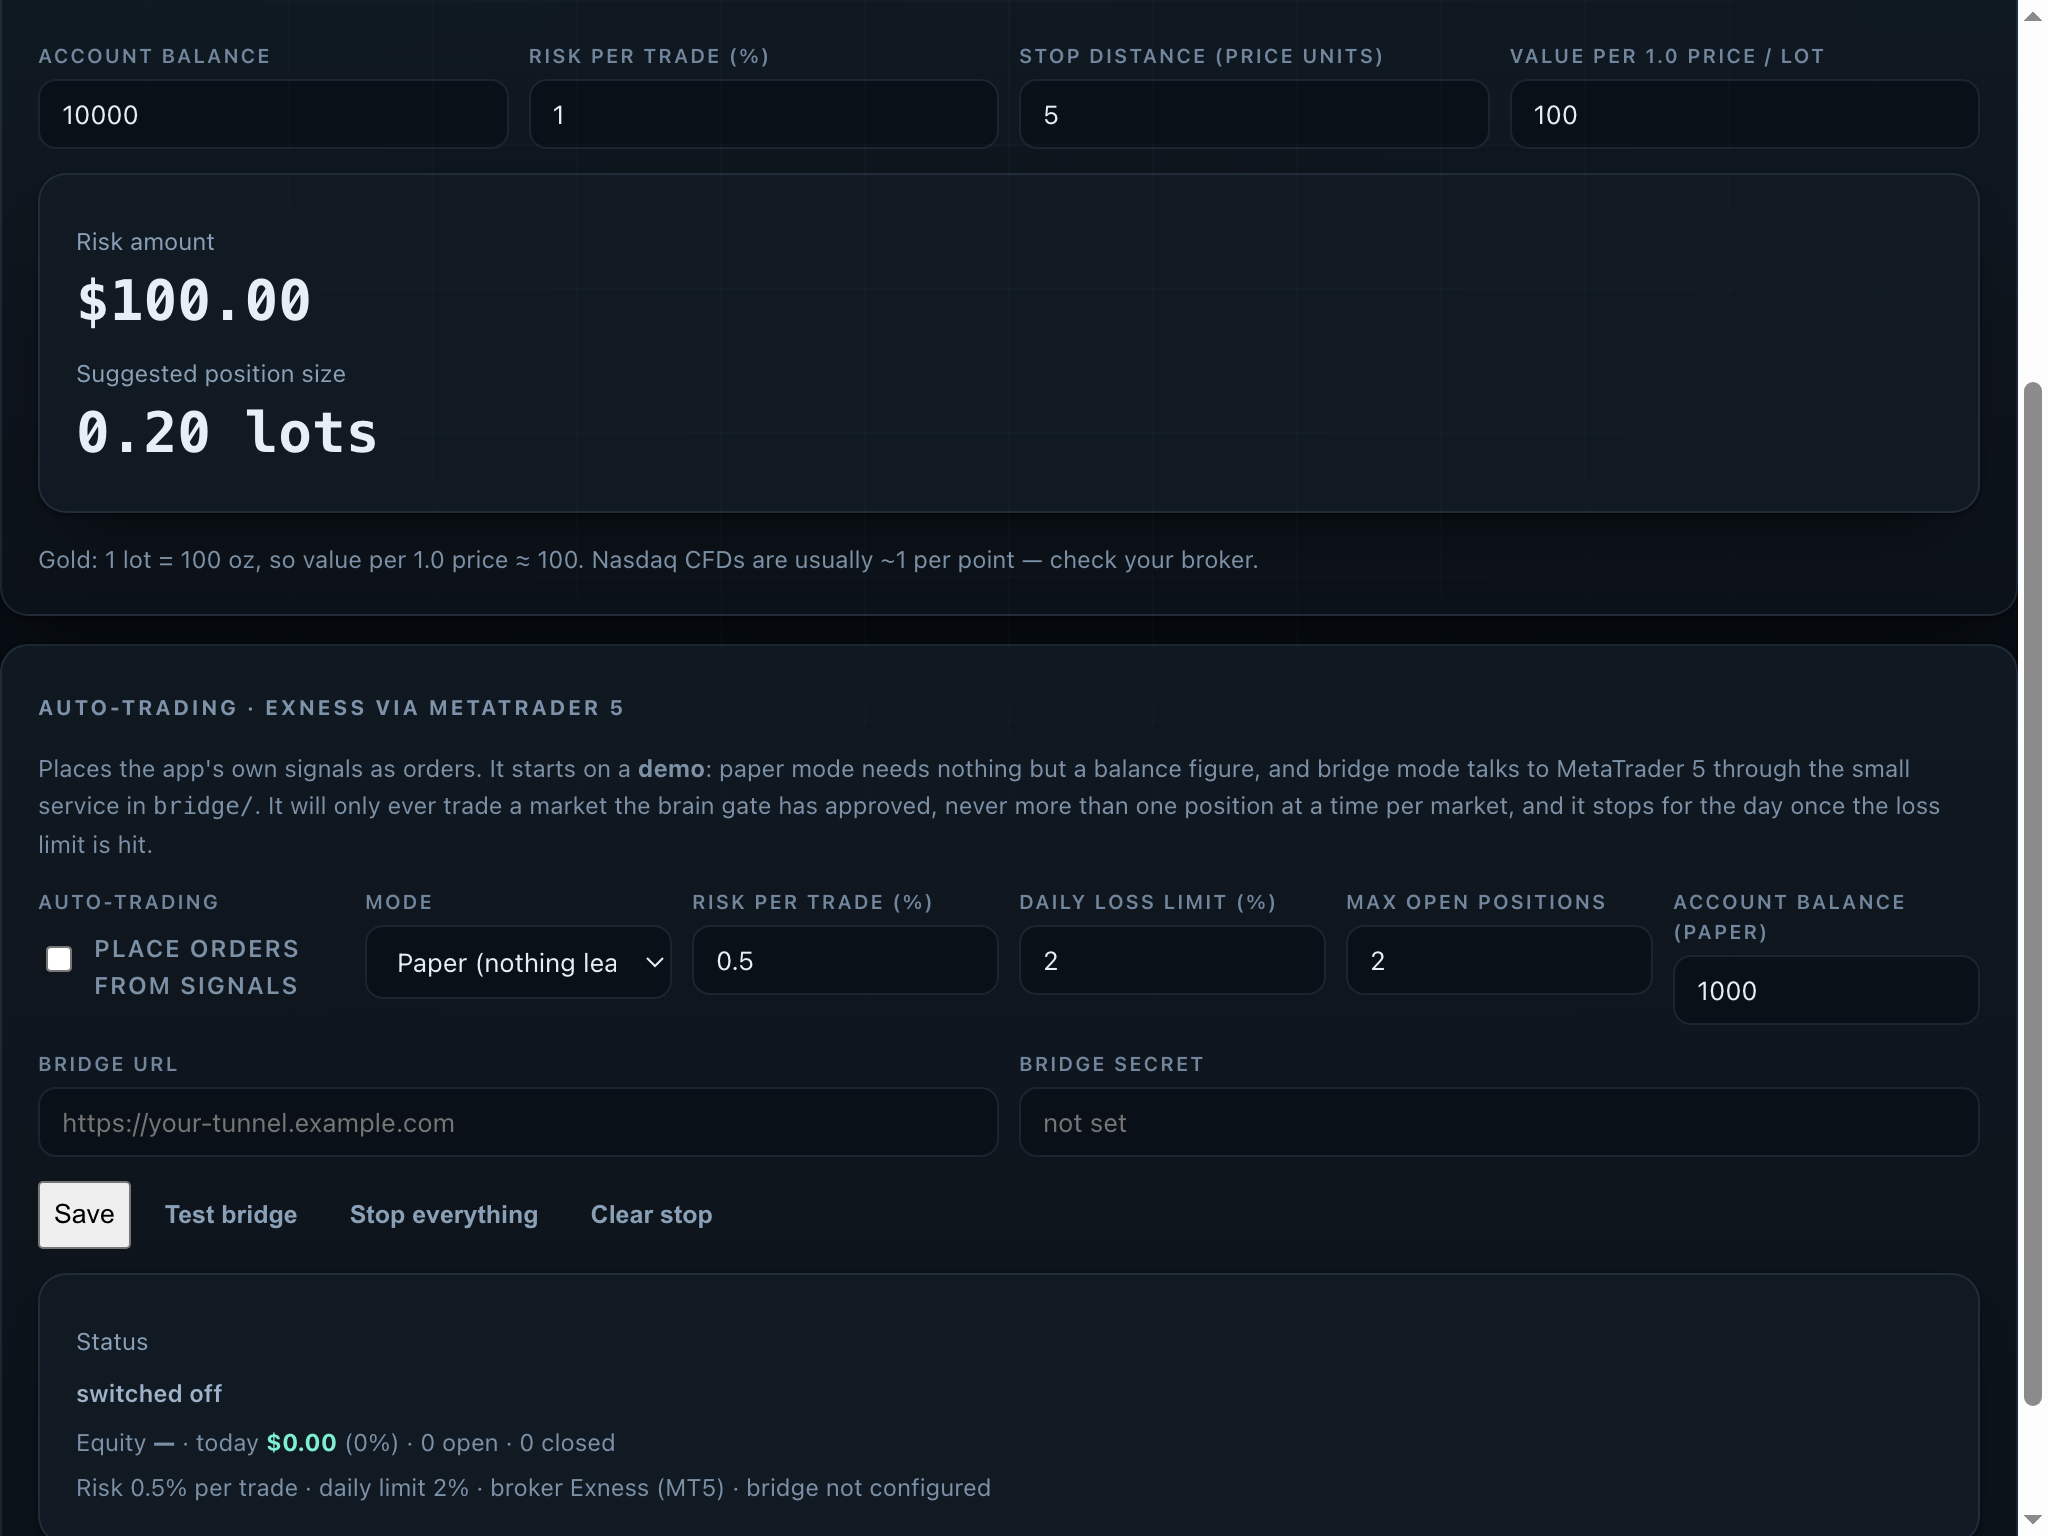 ACCOUNT BALANCE
RISK PER TRADE (%)
STOP DISTANCE (PRICE UNITS)
VALUE PER 1.0 PRICE / LOT
10000
1
5
100
Risk amount
$100.00
Suggested position size
0.20 lots
Gold: 1 lot = 100 oz, so value per 1.0 price ≈ 100. Nasdaq CFDs are usually ~1 per point — check your broker.
AUTO-TRADING · EXNESS VIA METATRADER 5
Places the app's own signals as orders. It starts on a demo: paper mode needs nothing but a balance figure, and bridge mode talks to MetaTrader 5 through the small
service in bridge/. It will only ever trade a market the brain gate has approved, never more than one position at a time per market, and it stops for the day once the loss
limit is hit.
AUTO-TRADING
PLACE ORDERS
FROM SIGNALS
MODE
Paper (nothing lea
RISK PER TRADE (%)
0.5
DAILY LOSS LIMIT (%)
2
MAX OPEN POSITIONS
2
ACCOUNT BALANCE
(PAPER)
1000
BRIDGE URL
https://your-tunnel.example.com
BRIDGE SECRET
not set
Save
Test bridge
Stop everything
Clear stop
Status
switched off
Equity — · today $0.00 (0%) · 0 open · 0 closed
Risk 0.5% per trade · daily limit 2% · broker Exness (MT5) · bridge not configured